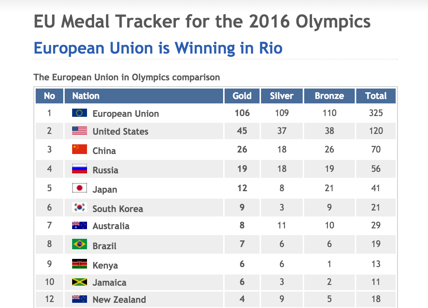 EU Medal Tracker for the 2016 Olympics
European Union is Winning in Rio
The European Union in Olympics comparison
No Nation Gold Silver Bronze Total
1 European Union 106 109 110 325
2 United States 45 37 38 120
3 China 26 18 26 70
4 Russia 19 18 19 56
5 Japan 12 8 21 41
6 South Korea 9 3 9 21
7 Australia 8 11 10 29
8 Brazil 7 6 6 19
9 Kenya 6 6 1 13
10 Jamaica 6 3 2 11
12 New Zealand 4 9 5 18